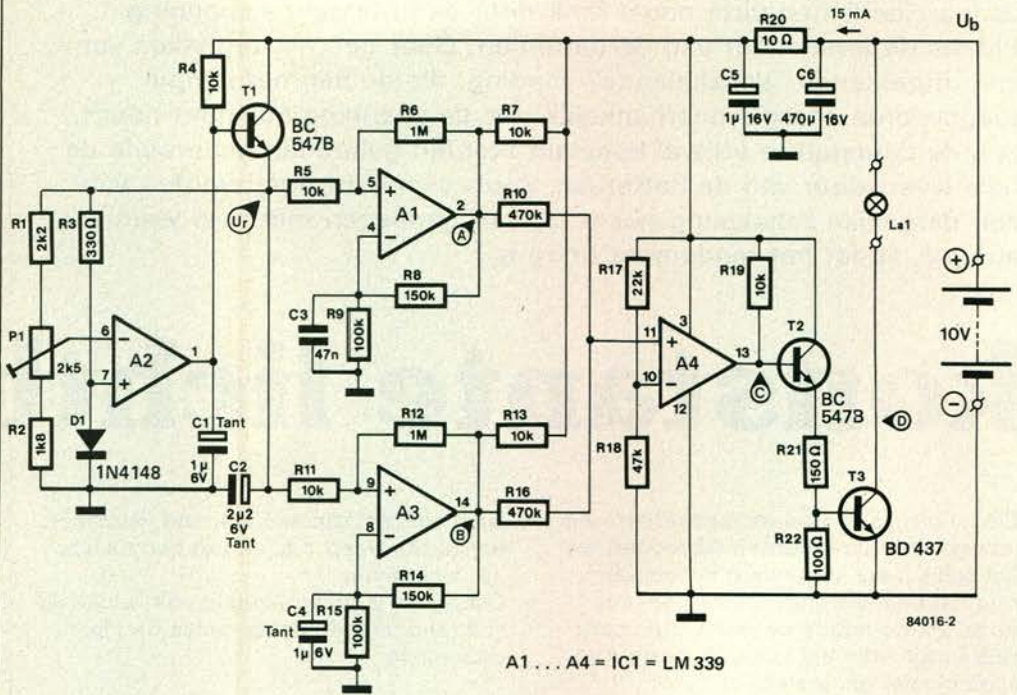 R4
10k
T1
BC
547B
R5
10k
Ur
R1
2k2
R3
330Ω
P1
2k5
R2
1k8
D1
1N4148
6
7
A2
1
C1 Tant
1µ
6V
C2
2µ2
6V
Tant
R6
1M
R7
10k
5
4
A1
2
A
R10
470k
R8
150k
C3
47n
R9
100k
R12
1M
R13
10k
R11
10k
9
8
A3
14
B
R16
470k
R14
150k
C4
Tant
1µ 6V
R15
100k
R20
10Ω
15 mA
Ub
C5
1µ 16V
C6
470µ 16V
R17
22k
R19
10k
3
11
10
A4
13
12
C
R18
47k
T2
BC
547B
R21
150Ω
R22
100Ω
T3
BD 437
La1
D
10V
84016-2
A1 . . . . A4 = IC1 = LM 339